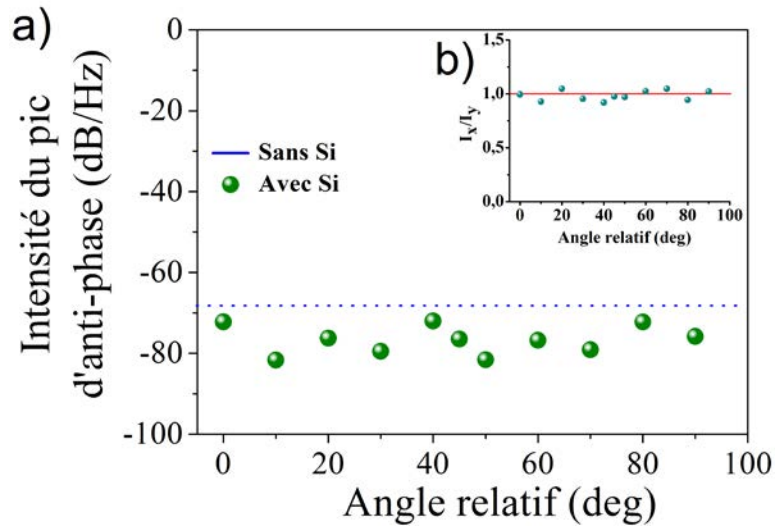 a)
Intensité du pic
d'anti-phase (dB/Hz)
0
-20
-40
-60
-80
-100
Sans Si
Avec Si
0
20
40
60
80
100
Angle relatif (deg)
b)
Ix/Iy
1,5
1,0
0,5
0,0
0
20
40
60
80
100
Angle relatif (deg)